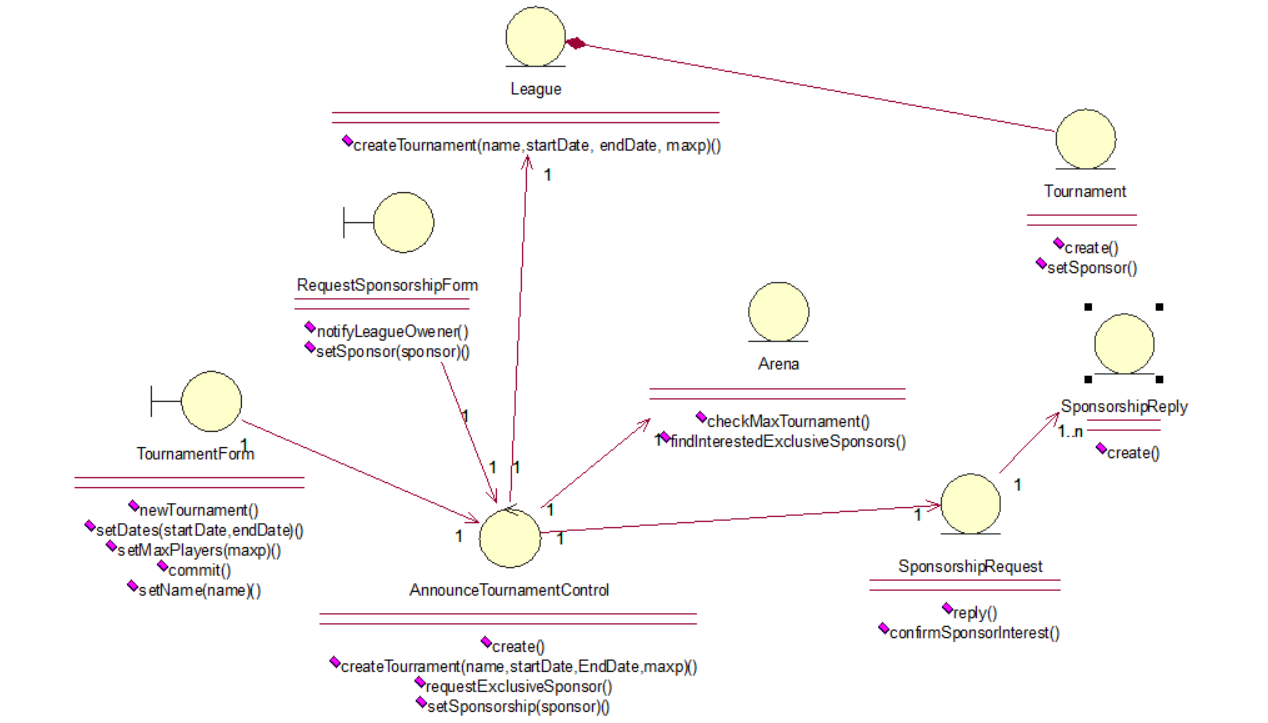 League
createTournament(name,startDate, endDate, maxp)()
1
Tournament
create()
setSponsor()
RequestSponsorshipForm
notifyLeagueOwener()
setSponsor(sponsor)()
1
Arena
checkMaxTournament()
1 findInterestedExclusiveSponsors()
SponsorshipReply
1..n
create()
TournamentForm
1
newTournament()
setDates(startDate,endDate)()
setMaxPlayers(maxp)()
commit()
setName(name)()
1 1
1
1
1
1
1
SponsorshipRequest
reply()
confirmSponsorInterest()
AnnounceTournamentControl
create()
createTourrament(name,startDate,EndDate,maxp)()
requestExclusiveSponsor()
setSponsorship(sponsor)()